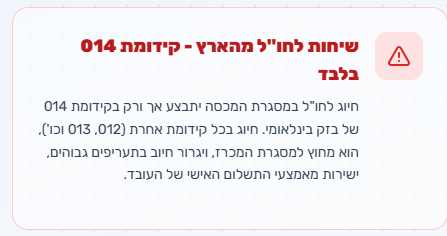 שיחות לחו"ל מהארץ - קידומת 014
בלבד
חיוג לחו"ל במסגרת המכסה יתבצע אך ורק בקידומת 014
של בזק בינלאומי. חיוג בכל קידומת אחרת (012, 013 וכו'),
הוא מחוץ למסגרת המכרז, ויגרור חיוב בתעריפים גבוהים,
ישירות מאמצעי התשלום האישי של העובד.